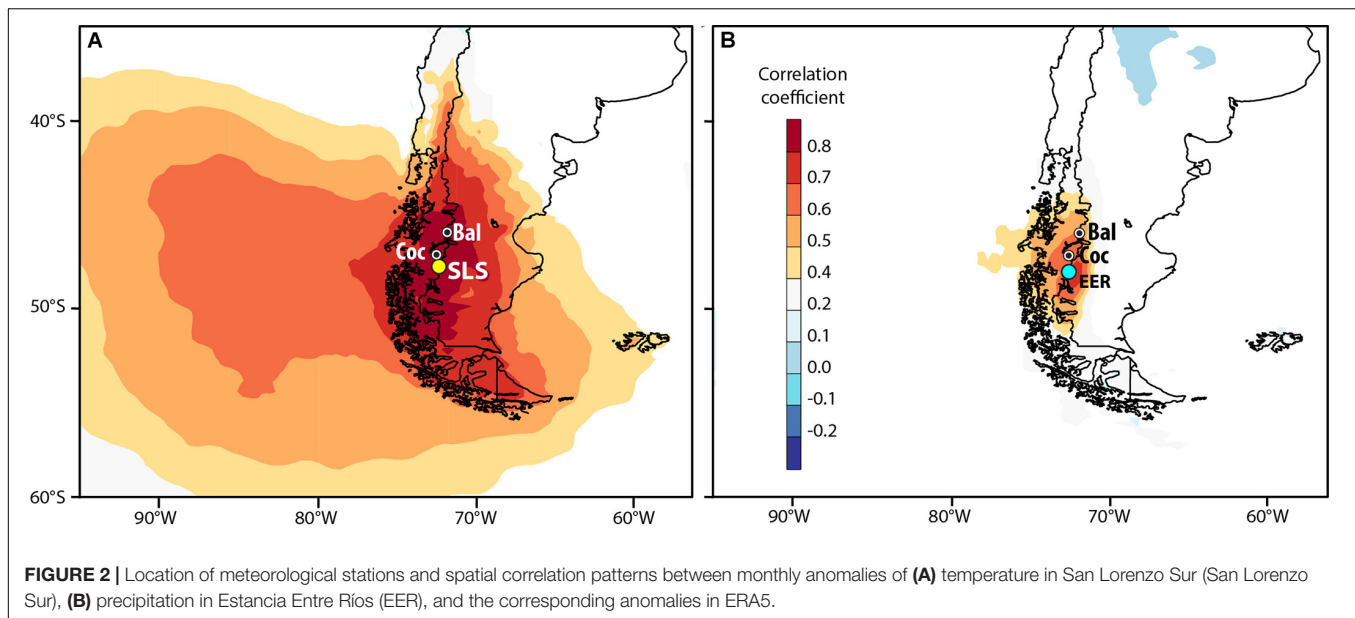 A
B
Correlation
coefficient
0.8
0.7
0.6
0.5
0.4
0.2
0.1
0.0
-0.1
-0.2
40°S
50°S
60°S
Bal
Coc
SLS
Bal
Coc
EER
90°W
80°W
70°W
60°W
90°W
80°W
70°W
60°W
FIGURE 2 | Location of meteorological stations and spatial correlation patterns between monthly anomalies of (A) temperature in San Lorenzo Sur (San Lorenzo
Sur), (B) precipitation in Estancia Entre Ríos (EER), and the corresponding anomalies in ERA5.